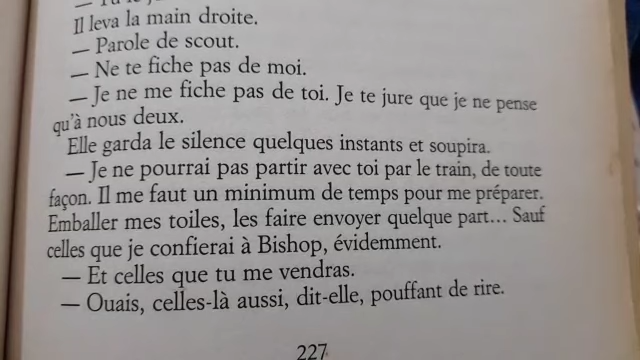 Il leva la main droite.
— Parole de scout.
— Ne te fiche pas de moi.
— Je ne me fiche pas de toi. Je te jure que je ne pense
qu'à nous deux.
Elle garda le silence quelques instants et soupira.
— Je ne pourrai pas partir avec toi par le train, de toute
façon. Il me faut un minimum de temps pour me préparer.
Emballer mes toiles, les faire envoyer quelque part... Sauf
celles que je confierai à Bishop, évidemment.
— Et celles que tu me vendras.
— Ouais, celles-là aussi, dit-elle, pouffant de rire.
227